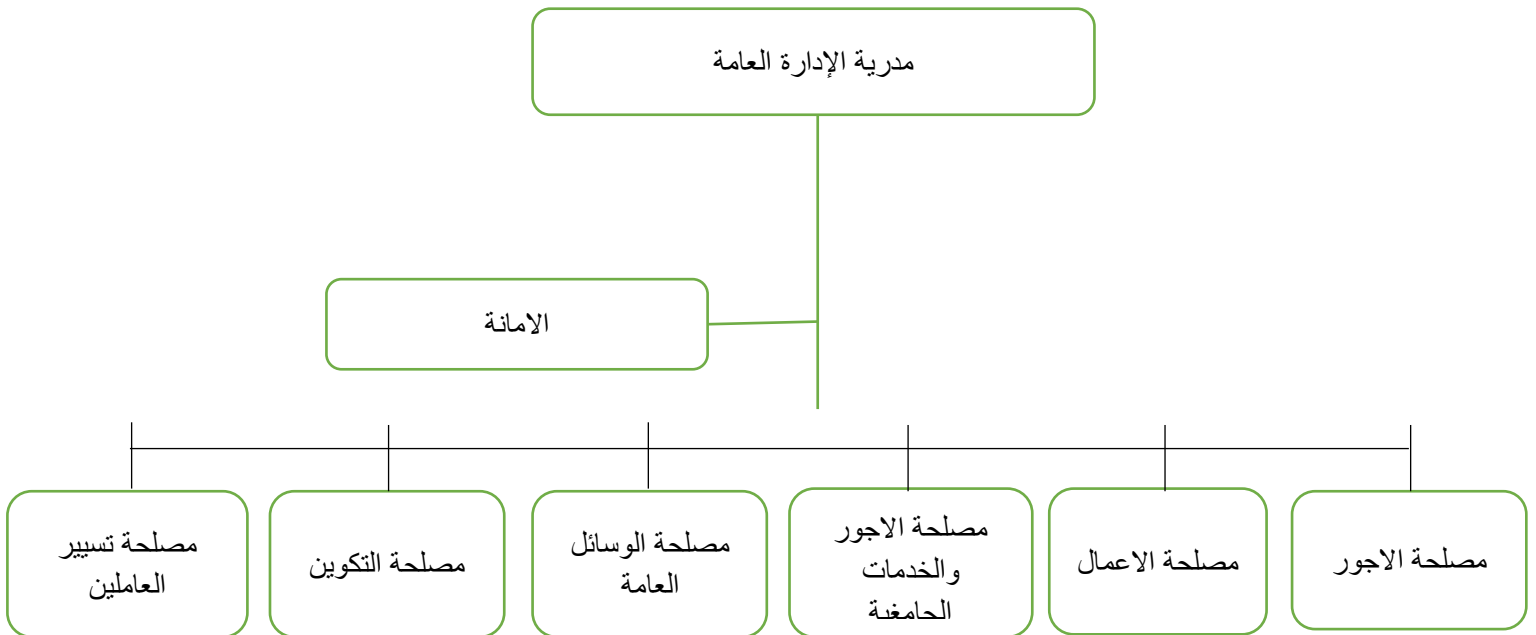 مدرية الإدارة العامة
الامانة
مصلحة الاجور
مصلحة الاعمال
مصلحة الاجور
والخدمات
الجامغية
مصلحة الوسائل
العامة
مصلحة التكوين
مصلحة تسيير
العاملين